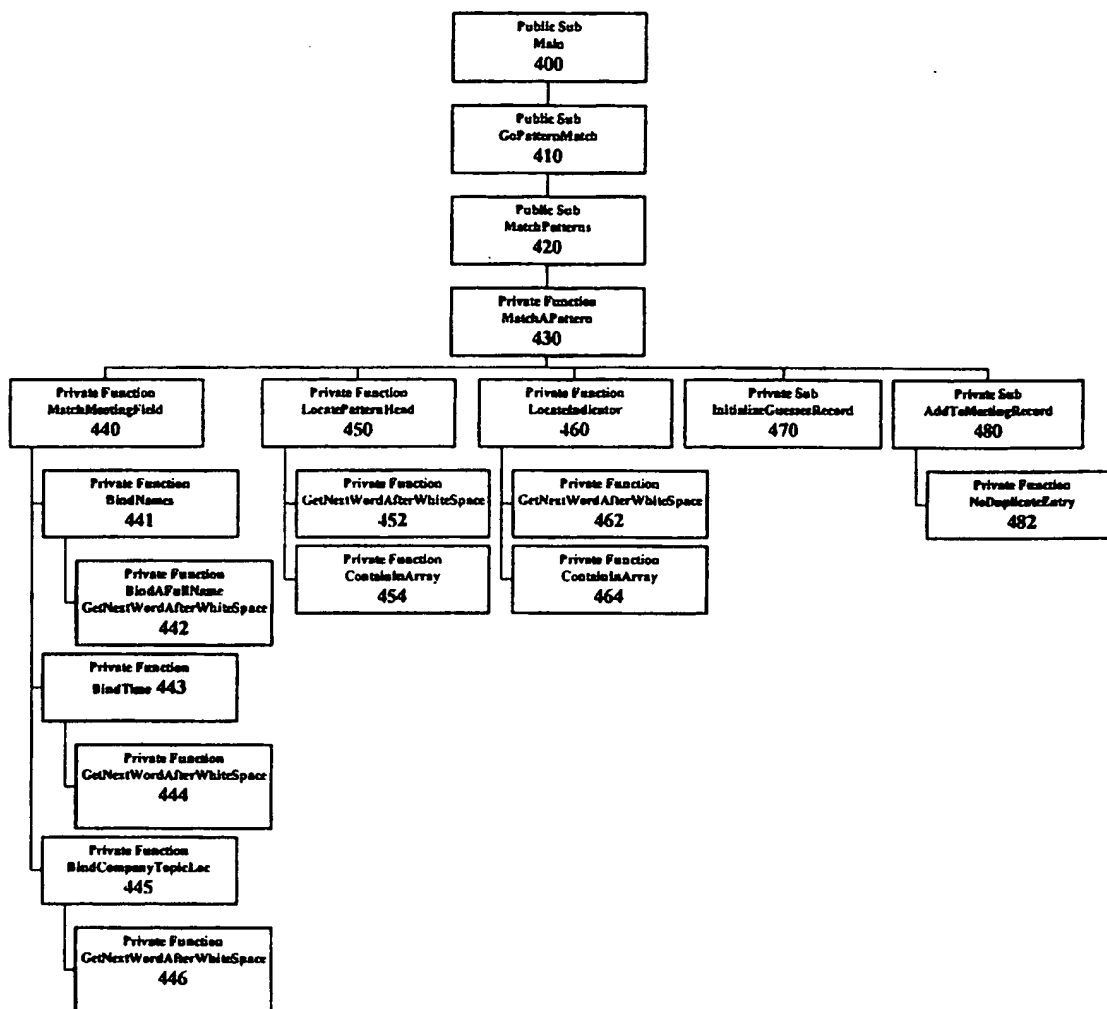 Public Sub
Main
400
Public Sub
GoPatternMatch
410
Public Sub
MatchPatterns
420
Private Function
MatchAPattern
430
Private Function
MatchMeetingField
440
Private Function
LocatePatternHead
450
Private Function
LocateIndicator
460
Private Sub
InitializeGuessesRecord
470
Private Sub
AddToMeetingRecord
480
Private Function
BindNames
441
Private Function
GetNextWordAfterWhiteSpace
452
Private Function
GetNextWordAfterWhiteSpace
462
Private Function
NoDuplicateEntry
482
Private Function
ContainInArray
454
Private Function
ContainInArray
464
Private Function
BindAFullName
GetNextWordAfterWhiteSpace
442
Private Function
BindTime 443
Private Function
GetNextWordAfterWhiteSpace
444
Private Function
BindCompanyTopicLoc
445
Private Function
GetNextWordAfterWhiteSpace
446